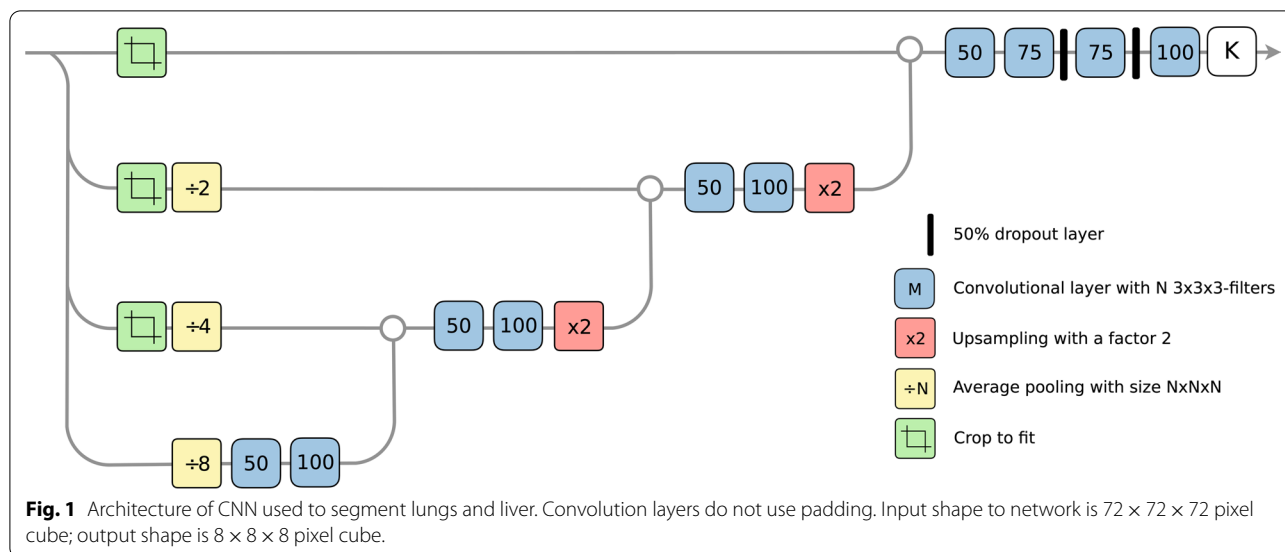 50 75 75 100 K
÷2 50 100 x2
50% dropout layer
M Convolutional layer with N 3x3x3-filters
÷4 50 100 x2
x2 Upsampling with a factor 2
÷N Average pooling with size NxNxN
Crop to fit
÷8 50 100
Fig. 1 Architecture of CNN used to segment lungs and liver. Convolution layers do not use padding. Input shape to network is 72 × 72 × 72 pixel
cube; output shape is 8 × 8 × 8 pixel cube.